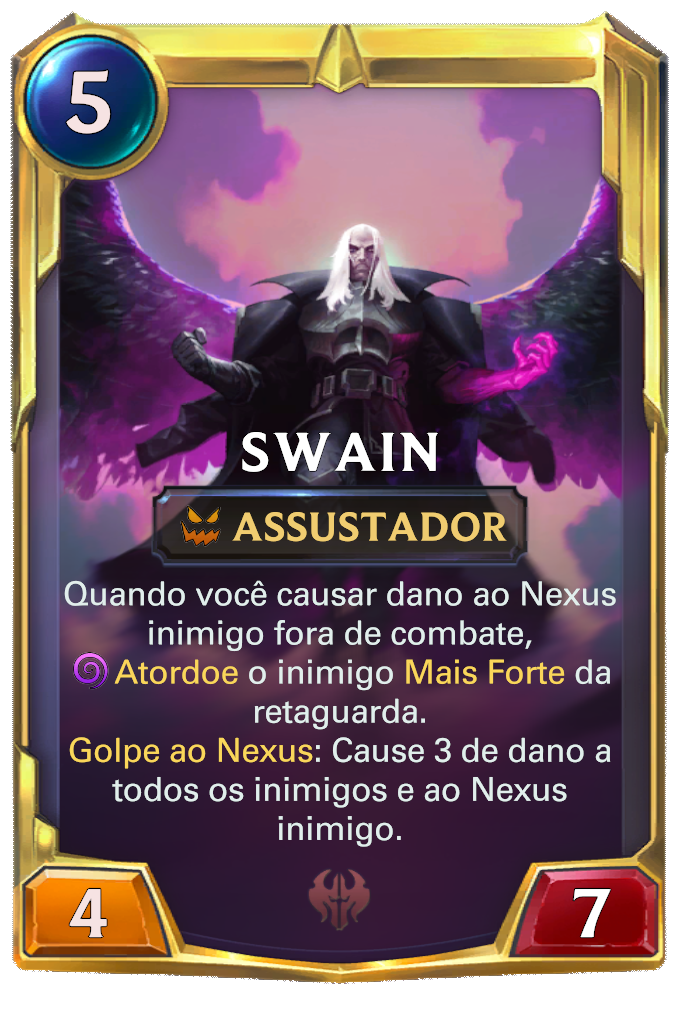 5
SWAIN
ASSUSTADOR
Quando você causar dano ao Nexus
inimigo fora de combate,
Atordoe o inimigo Mais Forte da
retaguarda.
Golpe ao Nexus: Cause 3 de dano a
todos os inimigos e ao Nexus
inimigo.
4
7